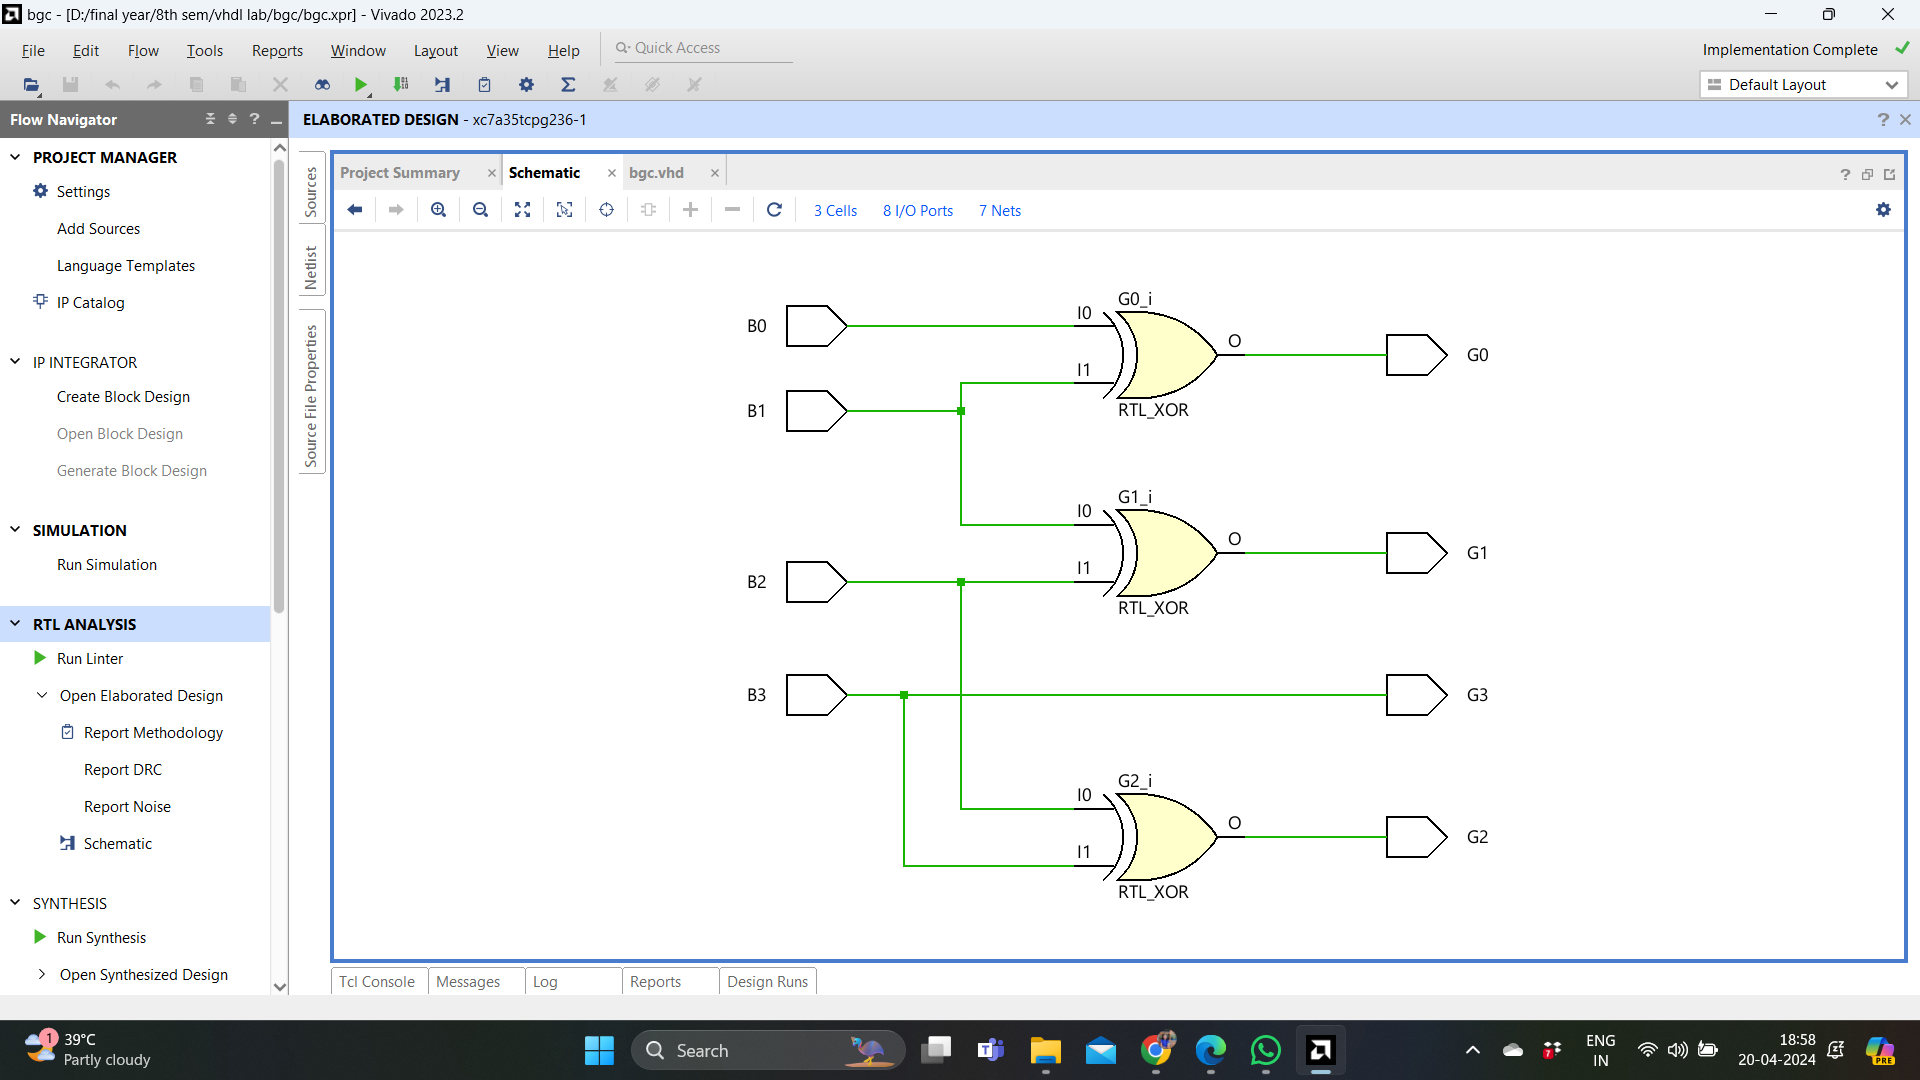 bgc - [D:/final year/8th sem/vhdl lab/bgc/bgc.xpr] - Vivado 2023.2
File Edit Flow Tools Reports Window Layout View Help Quick Access
Implementation Complete
Default Layout
Flow Navigator
ELABORATED DESIGN - xc7a35tcpg236-1
PROJECT MANAGER
Settings
Add Sources
Language Templates
IP Catalog
IP INTEGRATOR
Create Block Design
Open Block Design
Generate Block Design
SIMULATION
Run Simulation
RTL ANALYSIS
Run Linter
Open Elaborated Design
Report Methodology
Report DRC
Report Noise
Schematic
SYNTHESIS
Run Synthesis
Open Synthesized Design
Sources
Netlist
Source File Properties
Project Summary
Schematic
bgc.vhd
3 Cells 8 I/O Ports 7 Nets
G0_i
B0 I0
O
G0
I1
B1
RTL_XOR
G1_i
I0
O
G1
B2 I1
RTL_XOR
B3
G3
G2_i
I0
O
G2
I1
RTL_XOR
Tcl Console Messages Log Reports Design Runs
1
39°C
Partly cloudy
Search
7
ENG
IN
18:58
20-04-2024
PRE